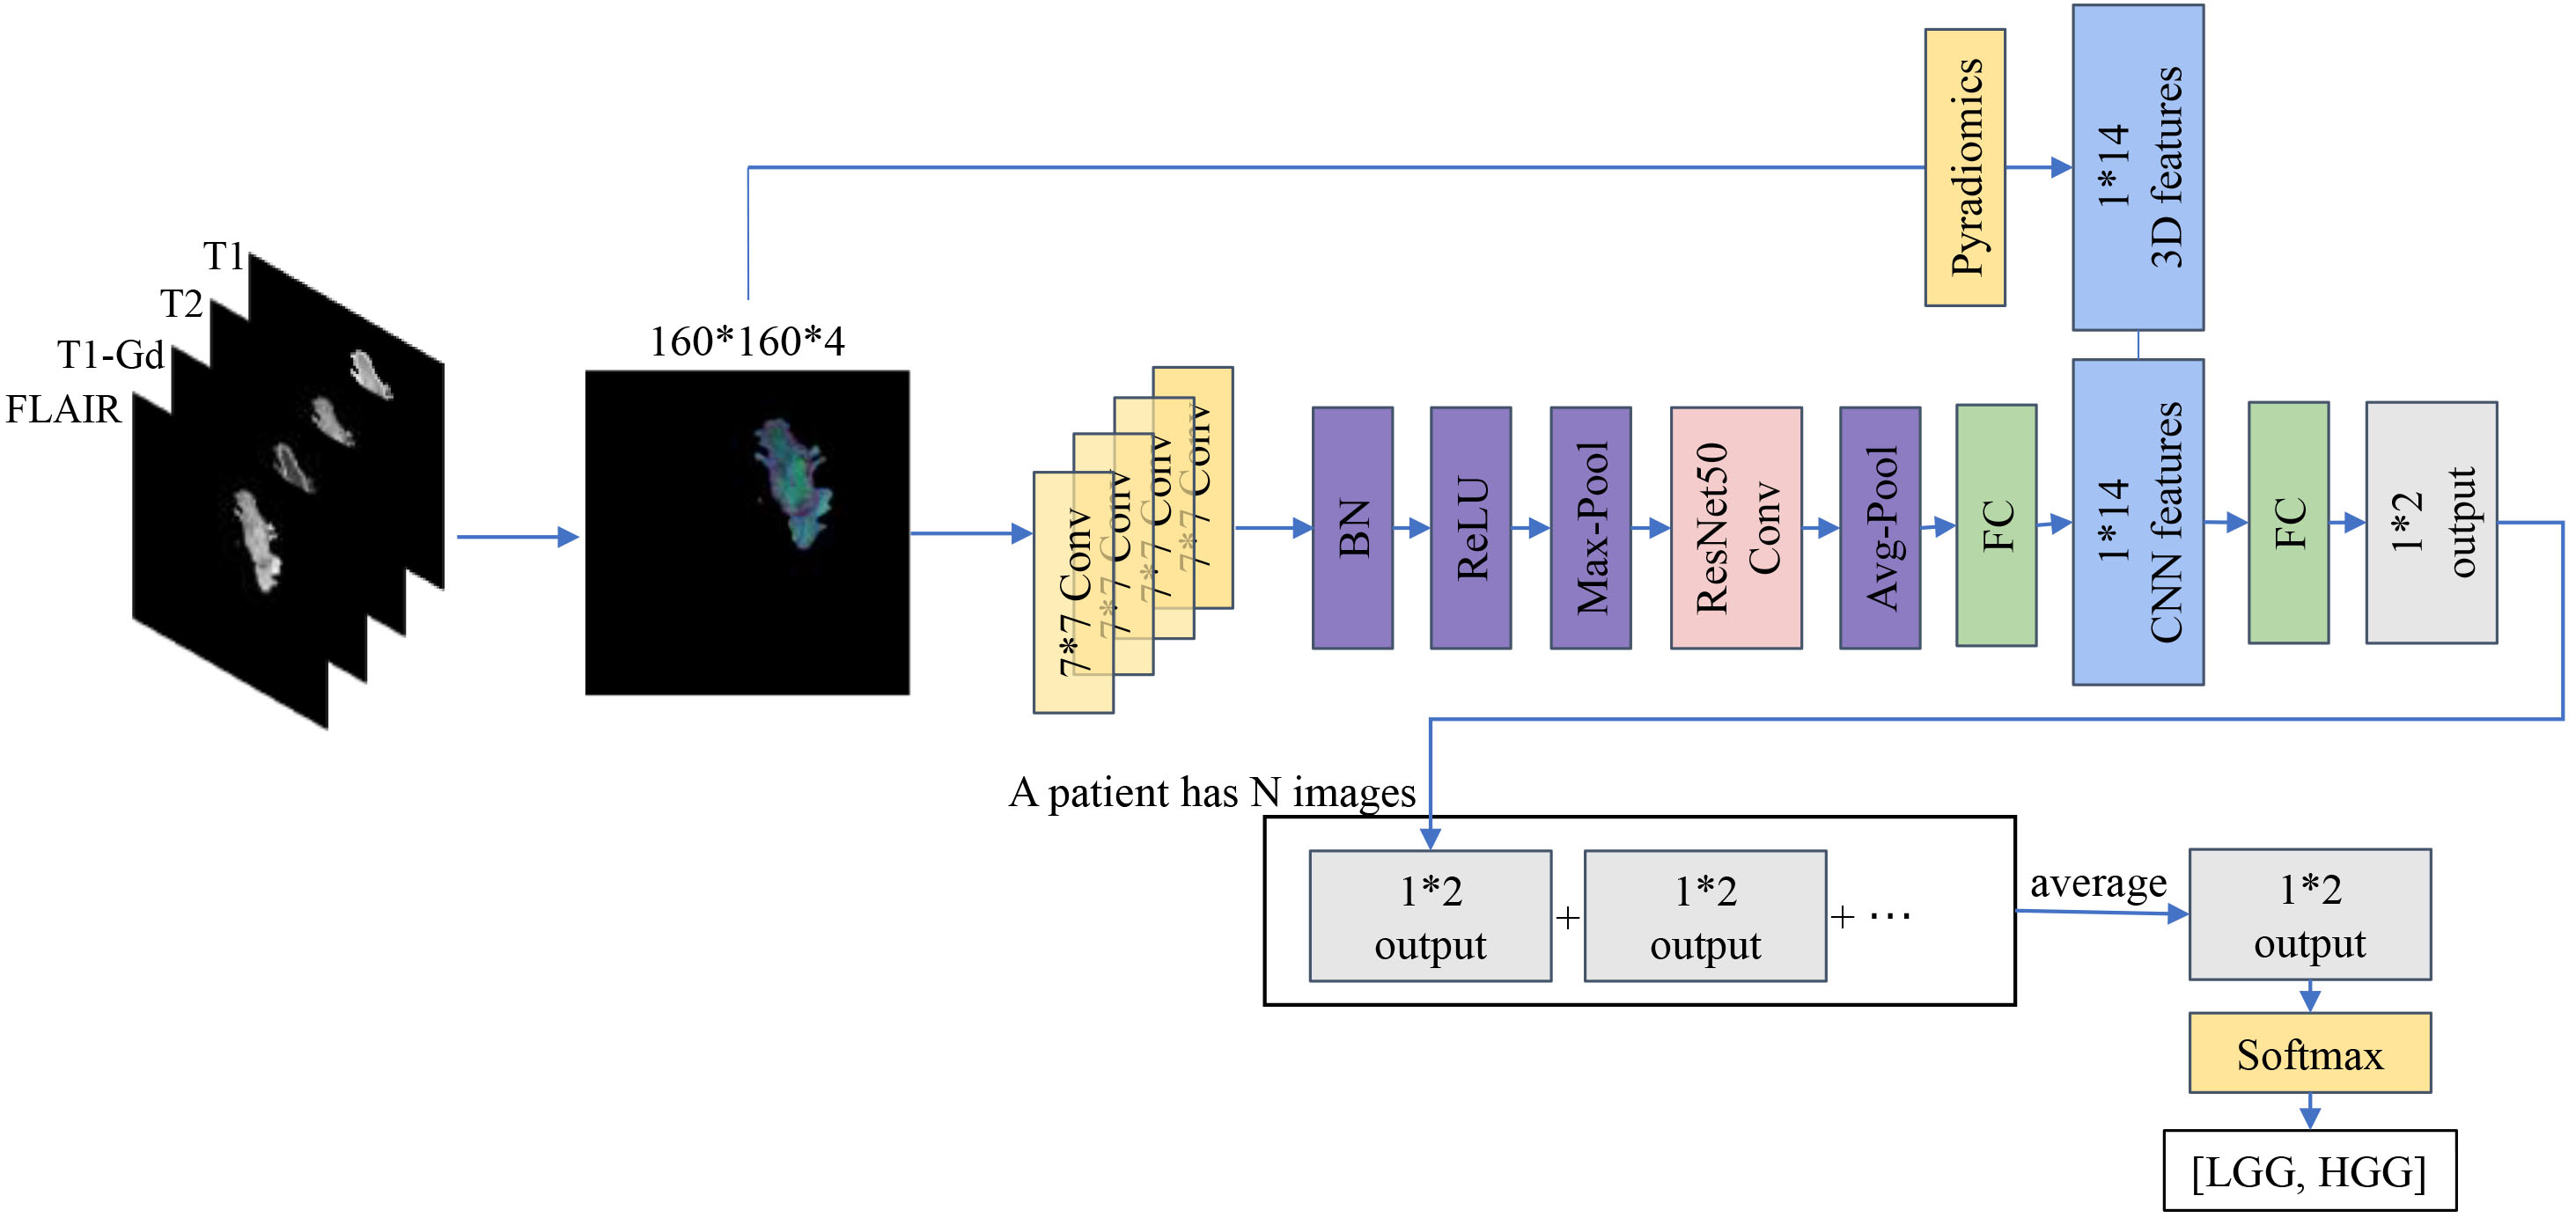 T1
T2
T1-Gd
FLAIR
160*160*4
Pyradiomics
1*14
3D features
7*7 Conv
7*7 Conv
7*7 Conv
7*7 Conv
BN
ReLU
Max-Pool
ResNet50
Conv
Avg-Pool
FC
1*14
CNN features
FC
1*2
output
A patient has N images
1*2
output
+
1*2
output
+ ⋯
average
1*2
output
Softmax
[LGG, HGG]